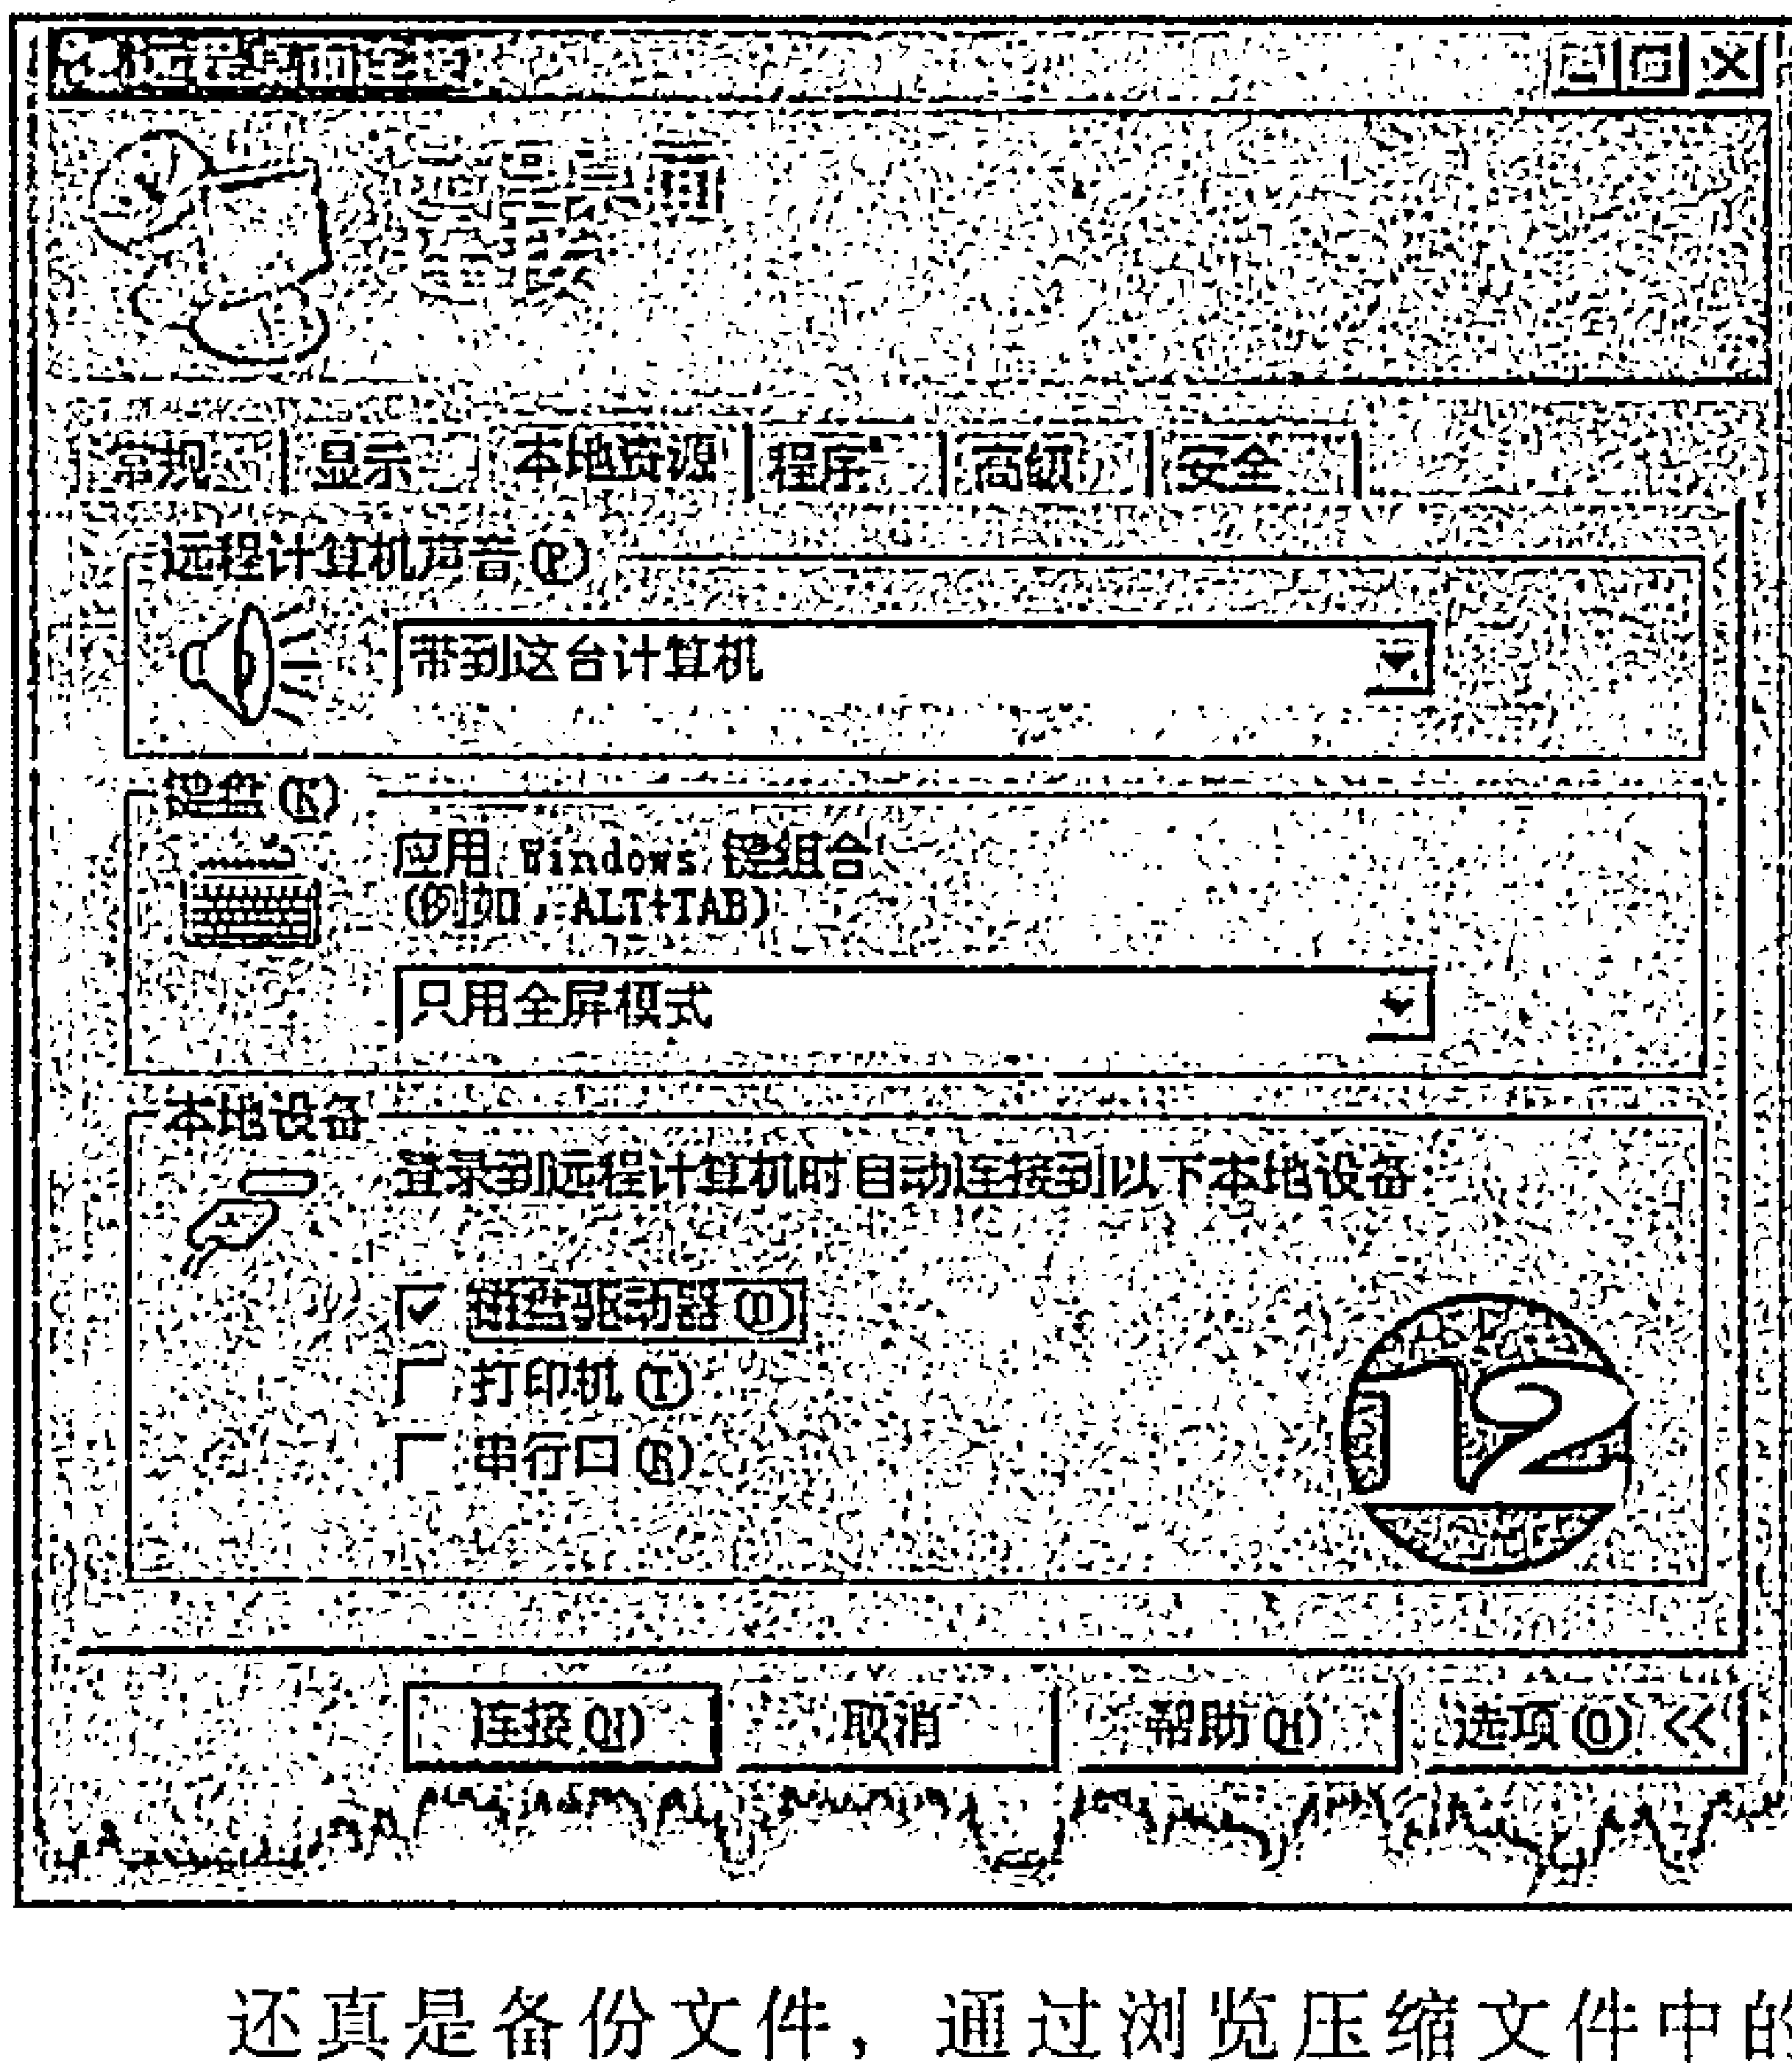 远程桌面连接
远程桌面
连接
常规 显示 本地资源 程序 高级 安全
远程计算机声音(P)
带到这台计算机
键盘(K)
应用 Windows 键组合
(例如,ALT+TAB)
只用全屏模式
本地设备
登录到远程计算机时自动连接到以下本地设备
磁盘驱动器(D)
打印机(T)
串行口(R)
12
连接(N) 取消 帮助(H) 选项(O) <<
还真是备份文件，通过浏览压缩文件中的